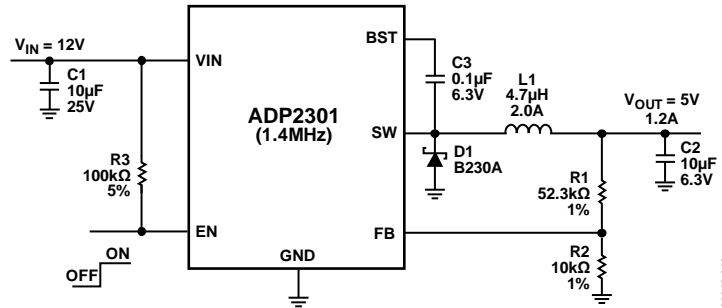 V_IN = 12V
C1
10µF
25V
R3
100kΩ
5%
OFF
ON
VIN
EN
ADP2301
(1.4MHz)
GND
BST
SW
FB
C3
0.1µF
6.3V
D1
B230A
L1
4.7µH
2.0A
V_OUT = 5V
1.2A
C2
10µF
6.3V
R1
52.3kΩ
1%
R2
10kΩ
1%